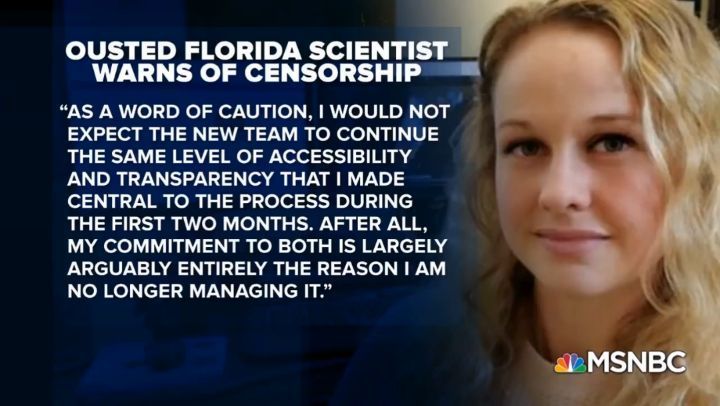 OUSTED FLORIDA SCIENTIST
WARNS OF CENSORSHIP
“AS A WORD OF CAUTION, I WOULD NOT
EXPECT THE NEW TEAM TO CONTINUE
THE SAME LEVEL OF ACCESSIBILITY
AND TRANSPARENCY THAT I MADE
CENTRAL TO THE PROCESS DURING
THE FIRST TWO MONTHS. AFTER ALL,
MY COMMITMENT TO BOTH IS LARGELY
ARGUABLY ENTIRELY THE REASON I AM
NO LONGER MANAGING IT.”
MSNBC